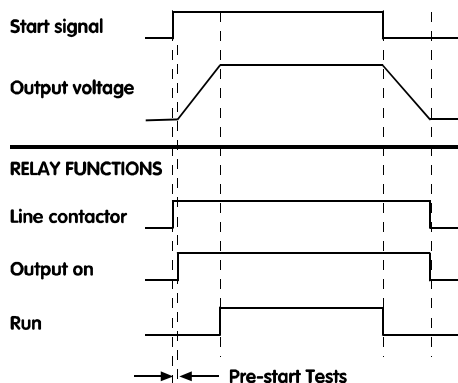 Start signal
Output voltage
RELAY FUNCTIONS
Line contactor
Output on
Run
Pre-start Tests